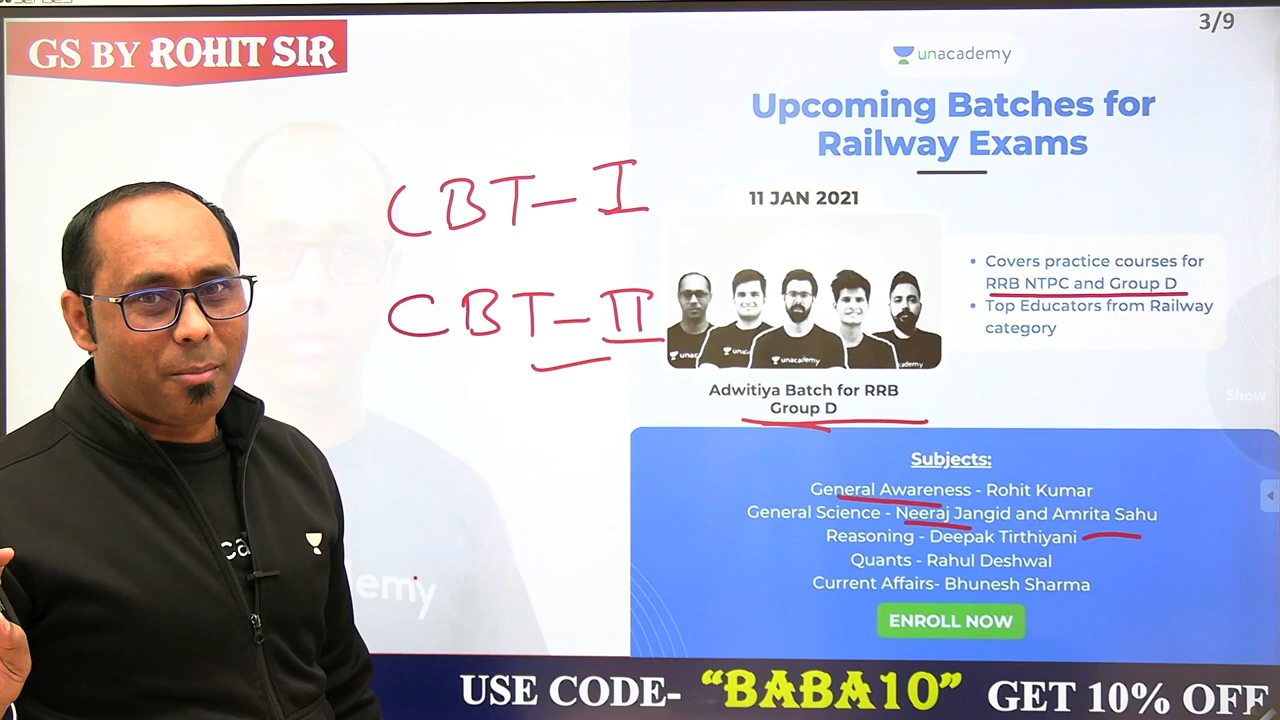 3/9
GS BY ROHIT SIR
unacademy
Upcoming Batches for
Railway Exams
11 JAN 2021
CBT-I
CBT-II
• Covers practice courses for
RRB NTPC and Group D
• Top Educators from Railway
category
unacademy
Adwitiya Batch for RRB
Group D
Show
Subjects:
General Awareness - Rohit Kumar
General Science - Neeraj Jangid and Amrita Sahu
Reasoning - Deepak Tirthiyani
Quants - Rahul Deshwal
Current Affairs- Bhunesh Sharma
ENROLL NOW
USE CODE- “BABA10” GET 10% OFF